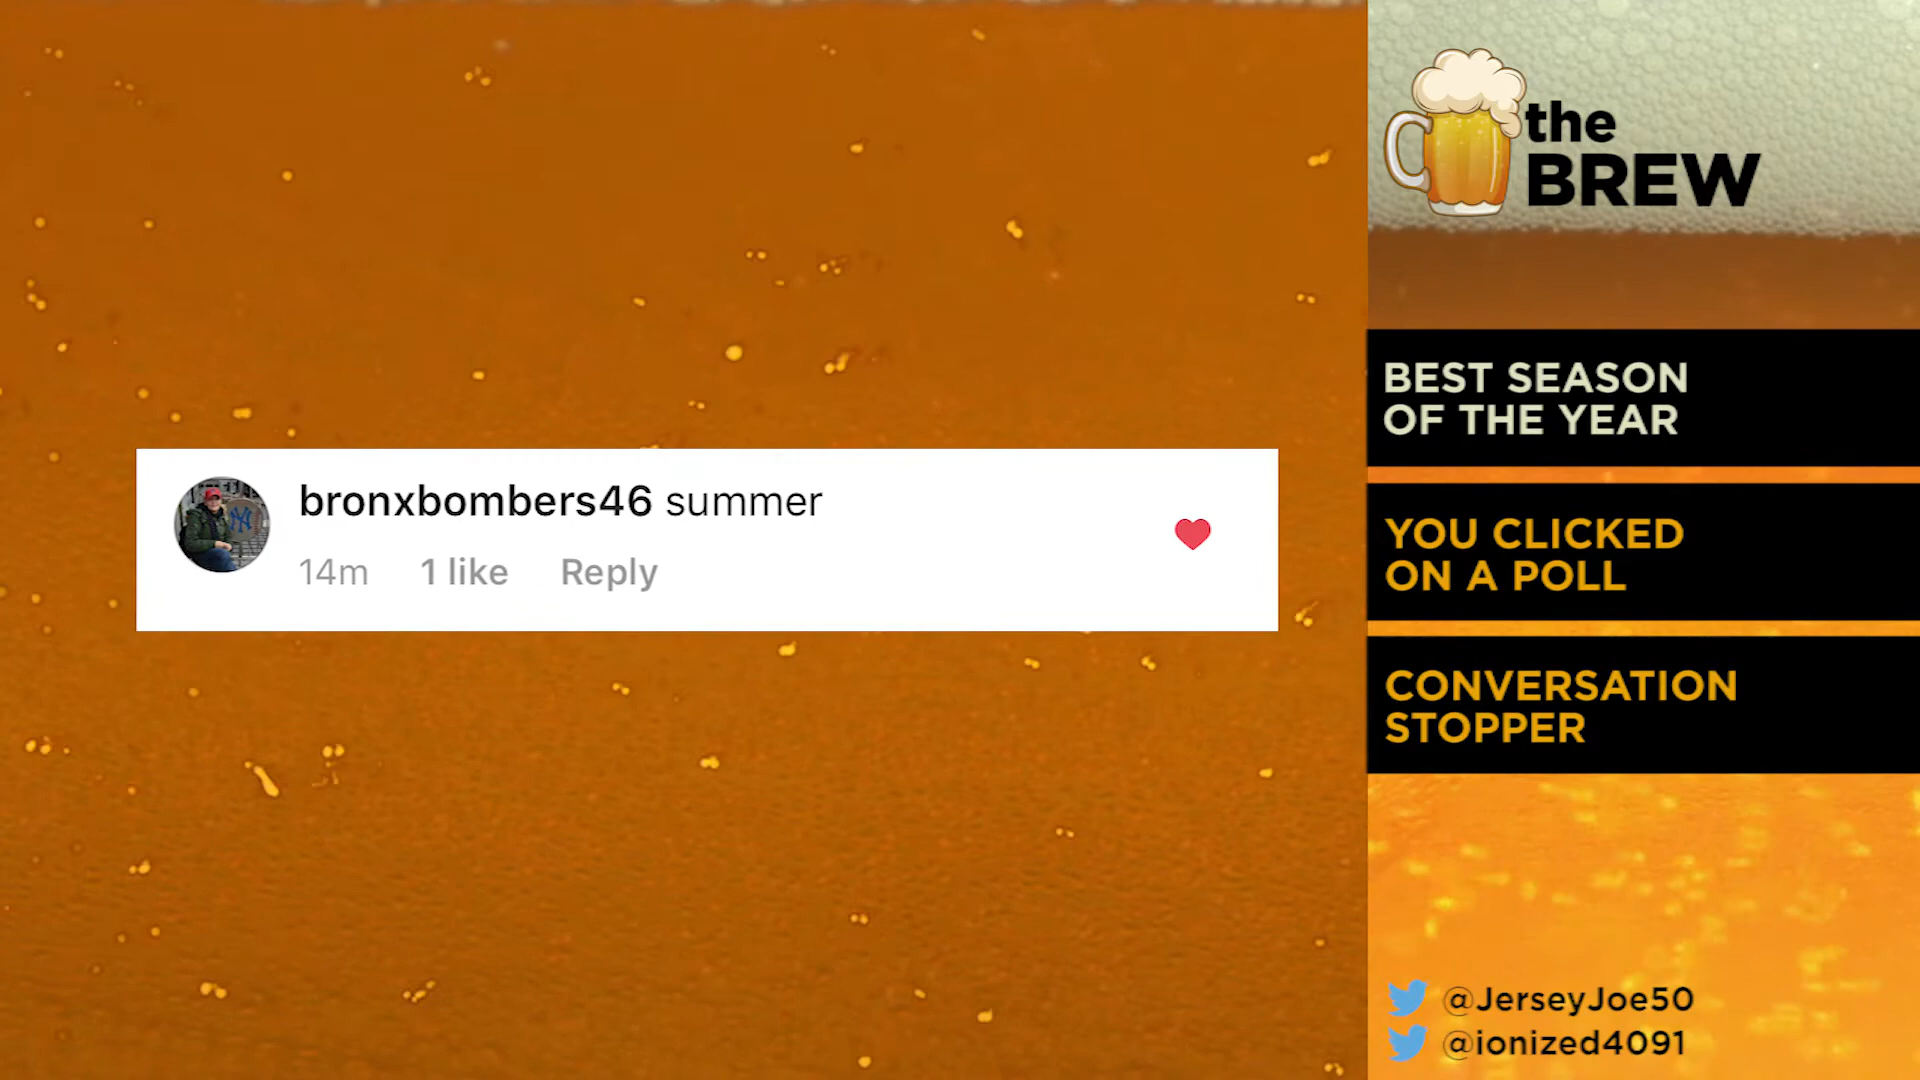 bronxbombers46 summer
14m 1 like Reply
the
BREW
BEST SEASON
OF THE YEAR
YOU CLICKED
ON A POLL
CONVERSATION
STOPPER
@JerseyJoe50
@ionized4091